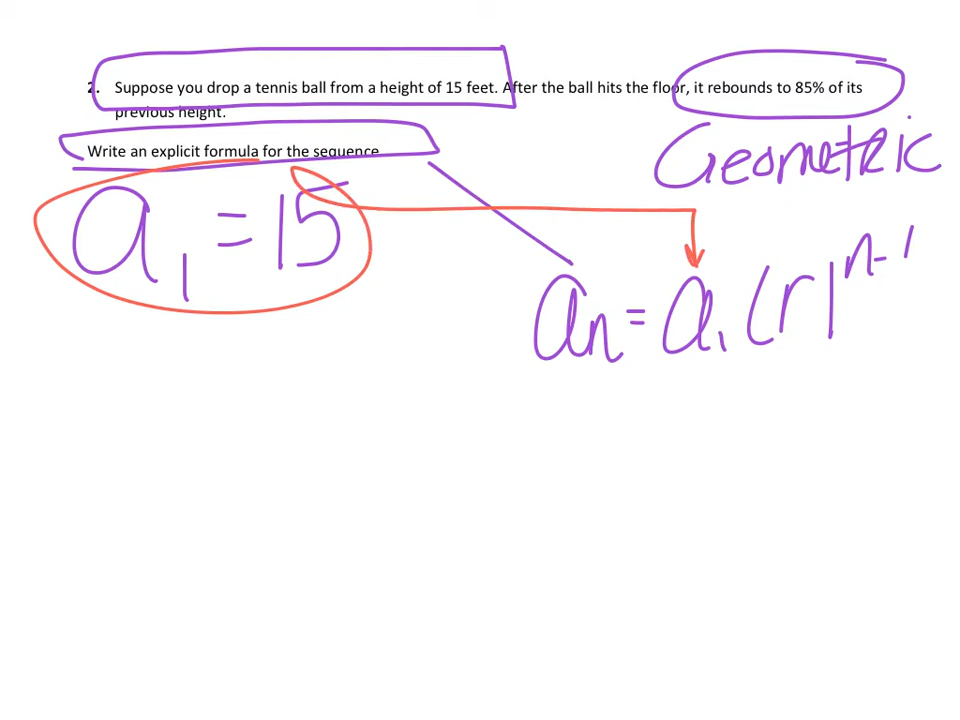 2. Suppose you drop a tennis ball from a height of 15 feet. After the ball hits the floor, it rebounds to 85% of its
previous height.
Geometric
Write an explicit formula for the sequence.
a₁ = 15
aₙ = a₁(r)ⁿ⁻¹